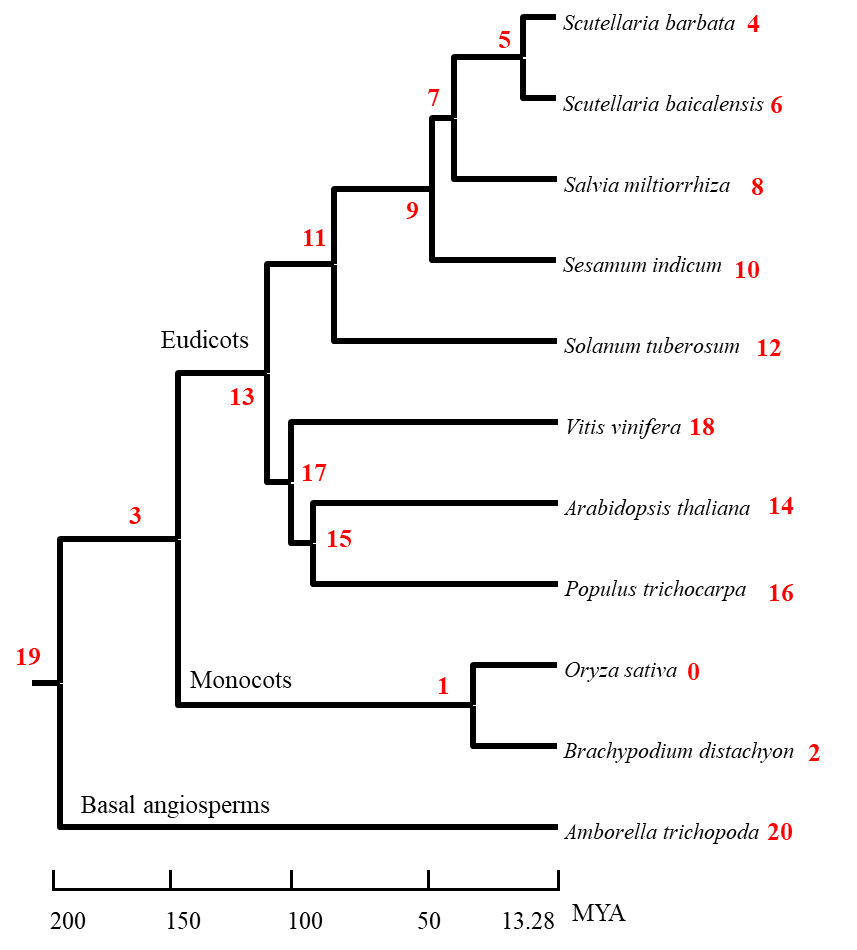 Scutellaria barbata 4
5
7
Scutellaria baicalensis 6
Salvia miltiorrhiza 8
9
11
Sesamum indicum 10
Eudicots
Solanum tuberosum 12
13
Vitis vinifera 18
17
Arabidopsis thaliana 14
3
15
Populus trichocarpa 16
19
Monocots
1
Oryza sativa 0
Brachypodium distachyon 2
Basal angiosperms
Amborella trichopoda 20
200 150 100 50 13.28 MYA